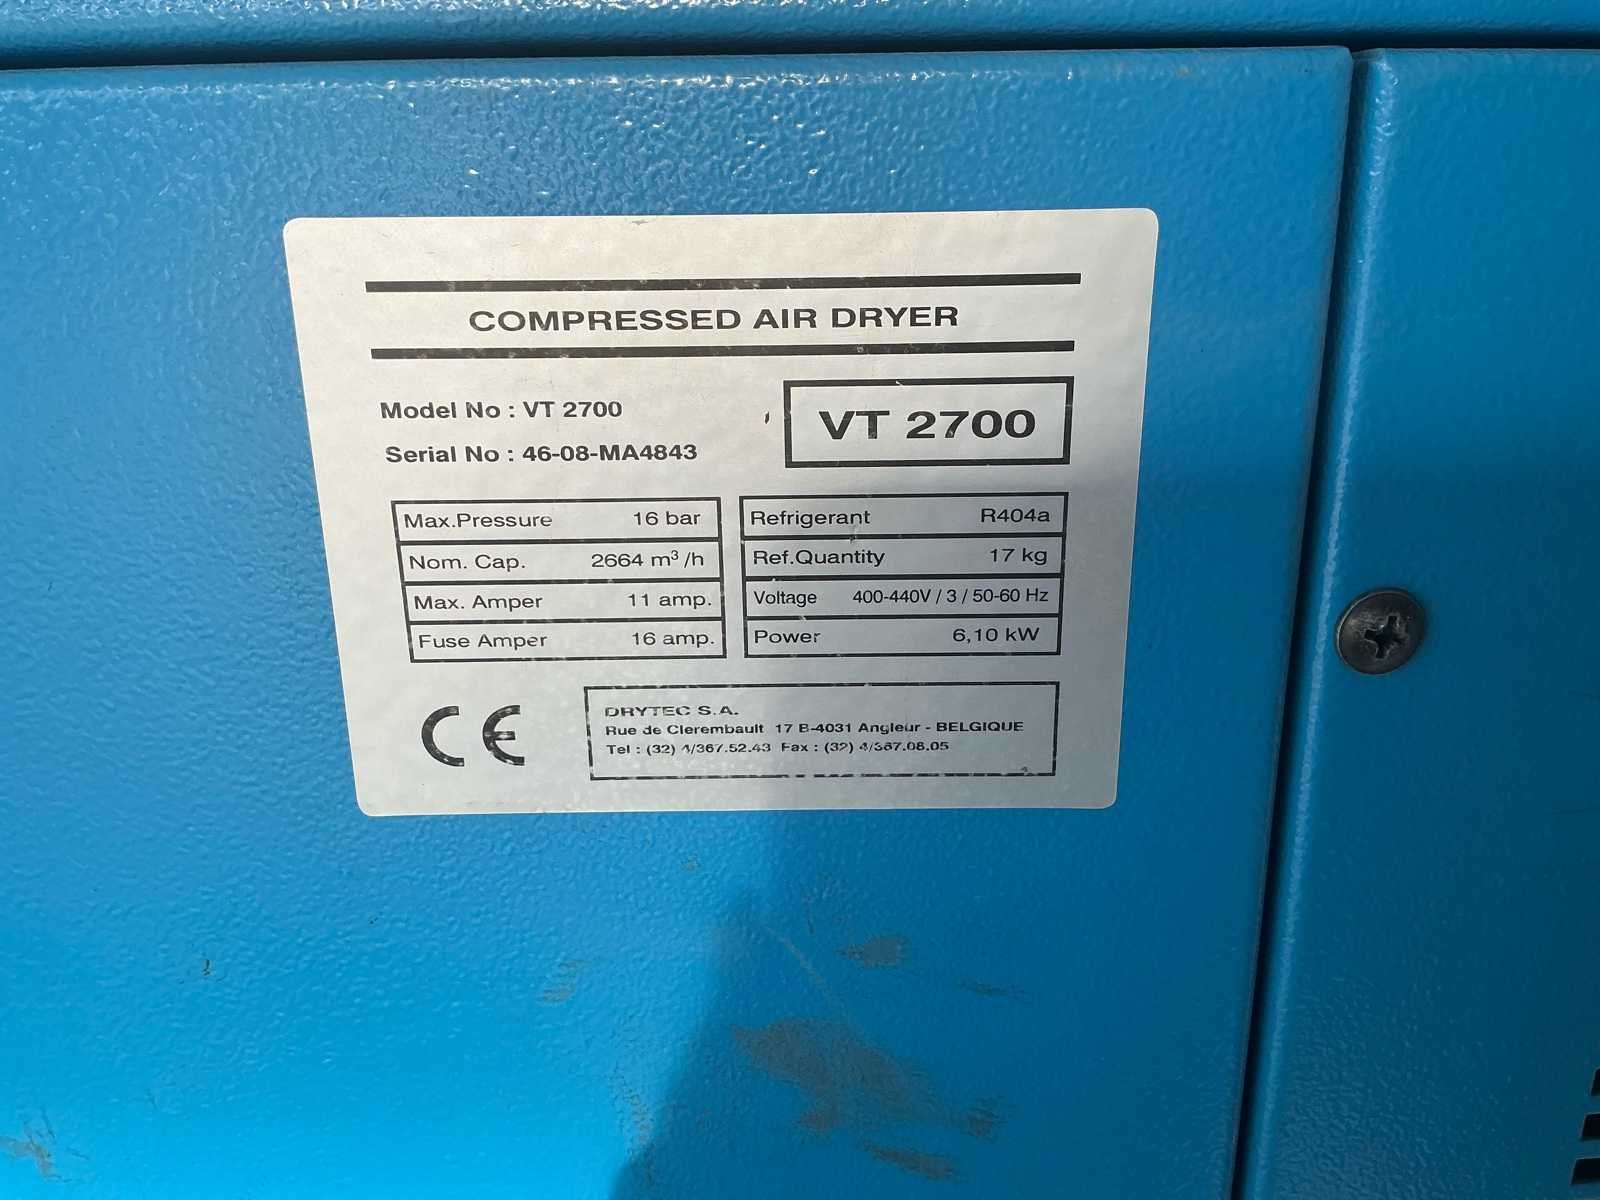 COMPRESSED AIR DRYER
Model No : VT 2700
Serial No : 46-08-MA4843
VT 2700
Max.Pressure 16 bar
Nom. Cap. 2664 m³/h
Max. Amper 11 amp.
Fuse Amper 16 amp.
Refrigerant R404a
Ref.Quantity 17 kg
Voltage 400-440V / 3 / 50-60 Hz
Power 6,10 kW
CE
DRYTEC S.A.
Rue de Clerembault 17 B-4031 Angleur - BELGIQUE
Tel : (32) 4/367.52.43 Fax : (32) 4/367.08.05